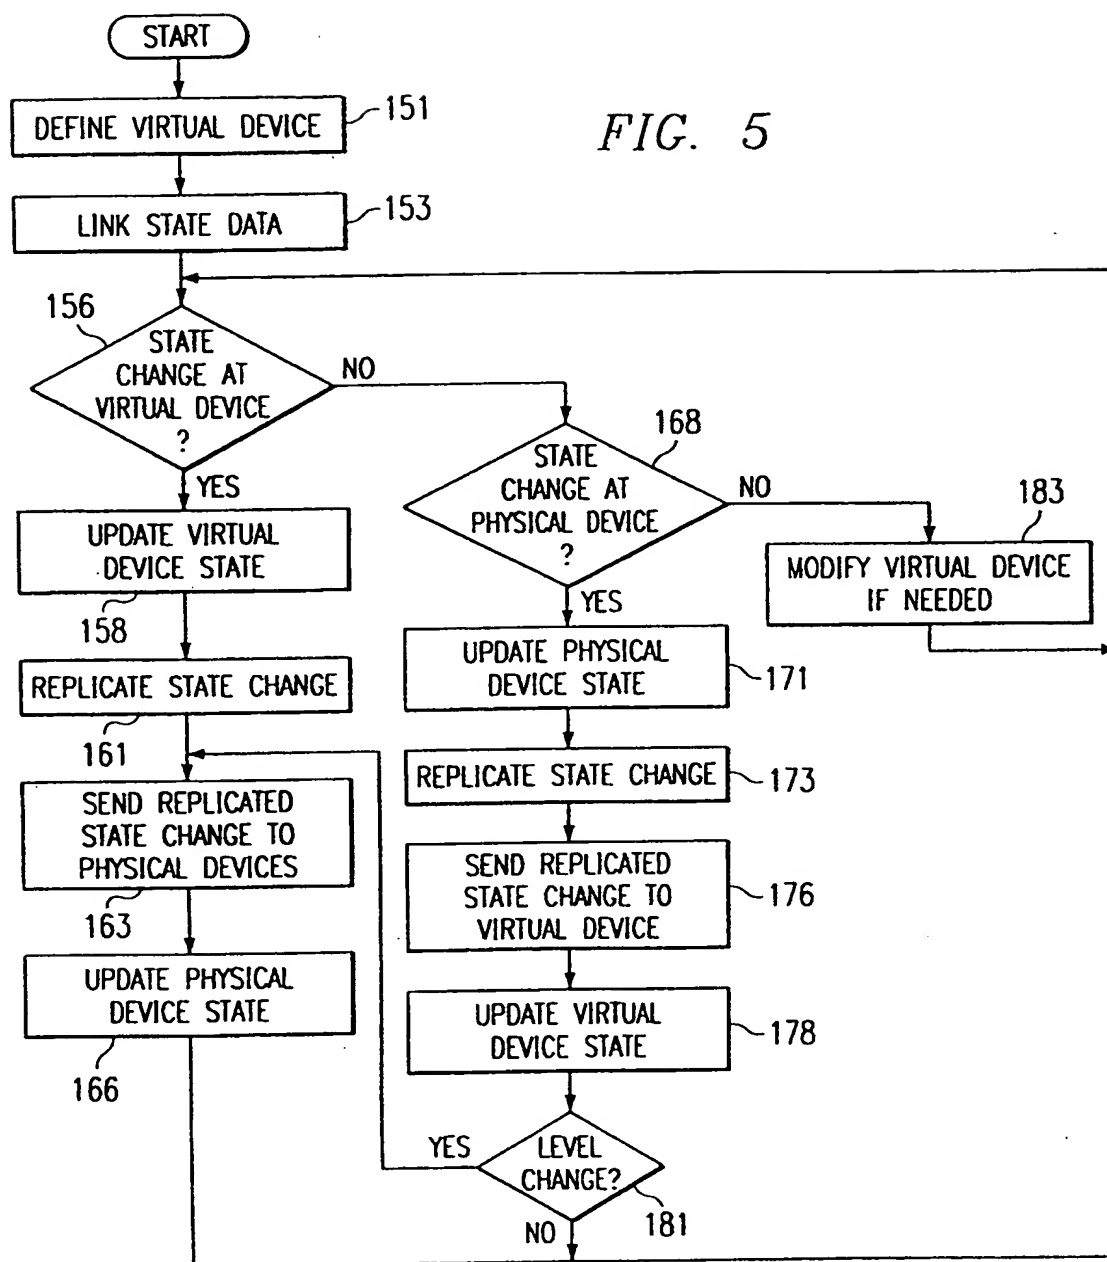 START
DEFINE VIRTUAL DEVICE
151
FIG. 5
LINK STATE DATA
153
156
STATE
CHANGE AT
VIRTUAL DEVICE
?
NO
YES
168
STATE
CHANGE AT
PHYSICAL DEVICE
?
NO
YES
183
MODIFY VIRTUAL DEVICE
IF NEEDED
UPDATE VIRTUAL
DEVICE STATE
158
REPLICATE STATE CHANGE
161
SEND REPLICATED
STATE CHANGE TO
PHYSICAL DEVICES
163
UPDATE PHYSICAL
DEVICE STATE
166
UPDATE PHYSICAL
DEVICE STATE
171
REPLICATE STATE CHANGE
173
SEND REPLICATED
STATE CHANGE TO
VIRTUAL DEVICE
176
UPDATE VIRTUAL
DEVICE STATE
178
YES
LEVEL
CHANGE?
181
NO